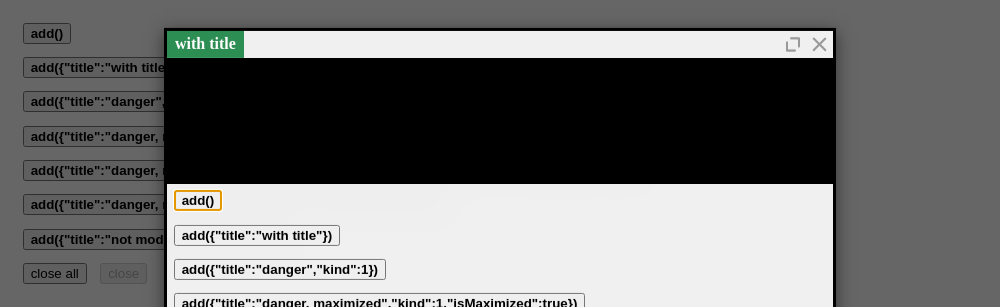 add()
add({"title":"with title
add({"title":"danger",
add({"title":"danger,
add({"title":"danger,
add({"title":"danger,
add({"title":"not mod
close all close
with title
add()
add({"title":"with title"})
add({"title":"danger","kind":1})
add({"title":"danger, maximized","kind":1,"isMaximized":true})